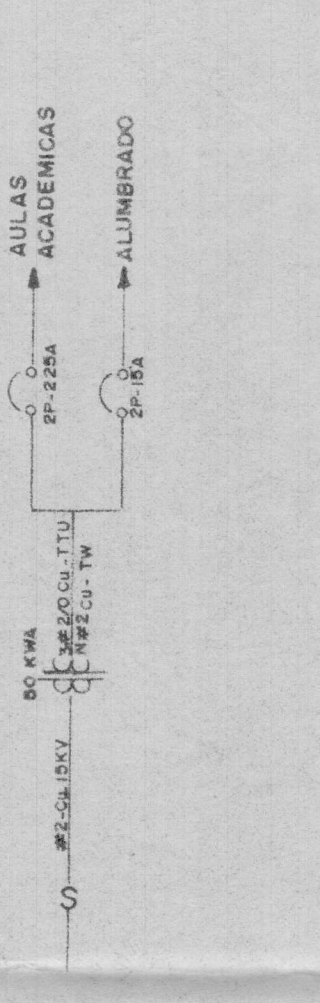 AULAS
ACADEMICAS
2P-225A
ALUMBRADO
2P-15A
50 KWA
3#2/0 Cu-TTU
N#2 Cu-TW
#2-Cu 15KV
S